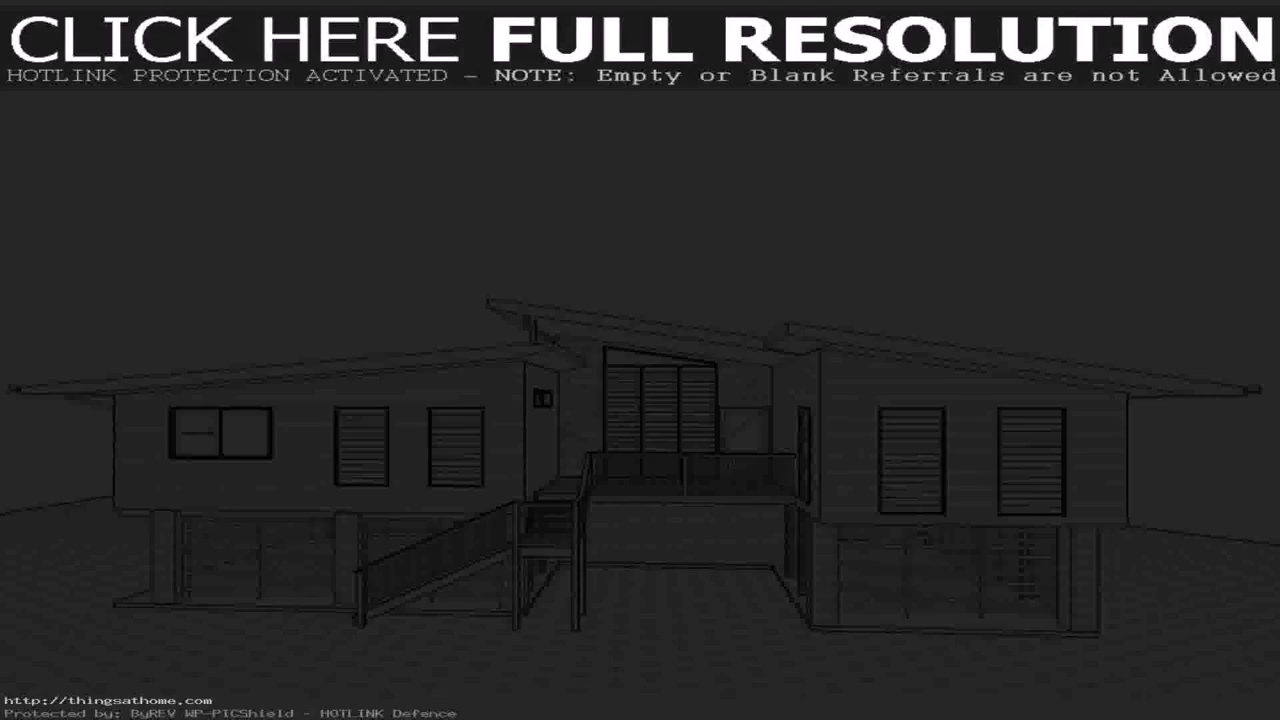 CLICK HERE FULL RESOLUTION
HOTLINK PROTECTION ACTIVATED - NOTE: Empty or Blank Referrals are not Allowed
http://thingsathome.com
Protected by: ByREV WP-PICShield - HOTLINK Defence